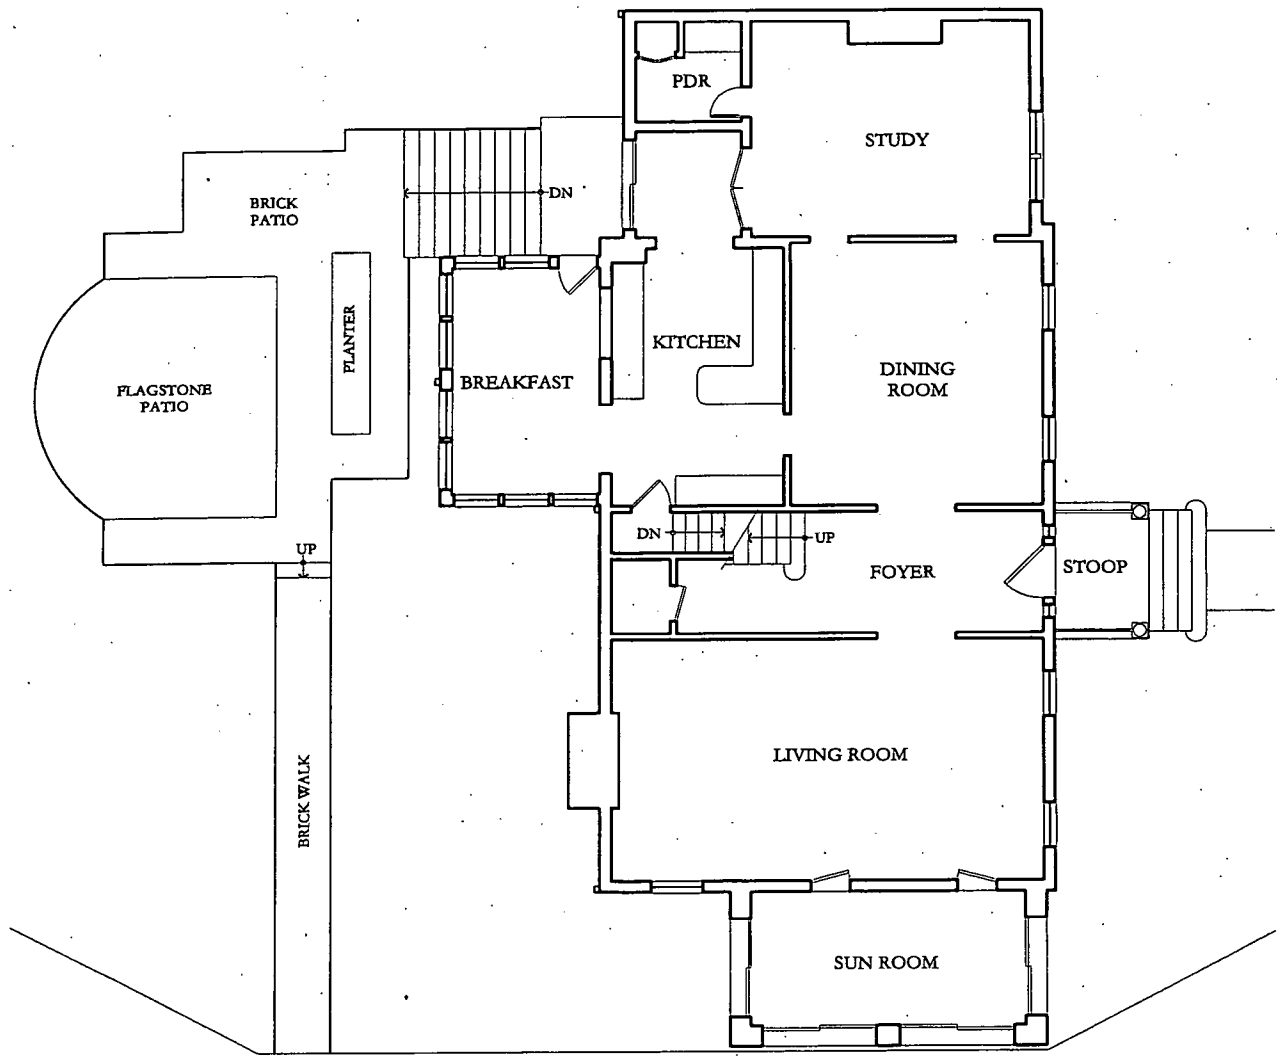 PDR
STUDY
BRICK
PATIO
DN
PLANTER
KITCHEN
BREAKFAST
DINING
ROOM
FLAGSTONE
PATIO
DN
UP
UP
FOYER
STOOP
LIVING ROOM
BRICK WALK
SUN ROOM